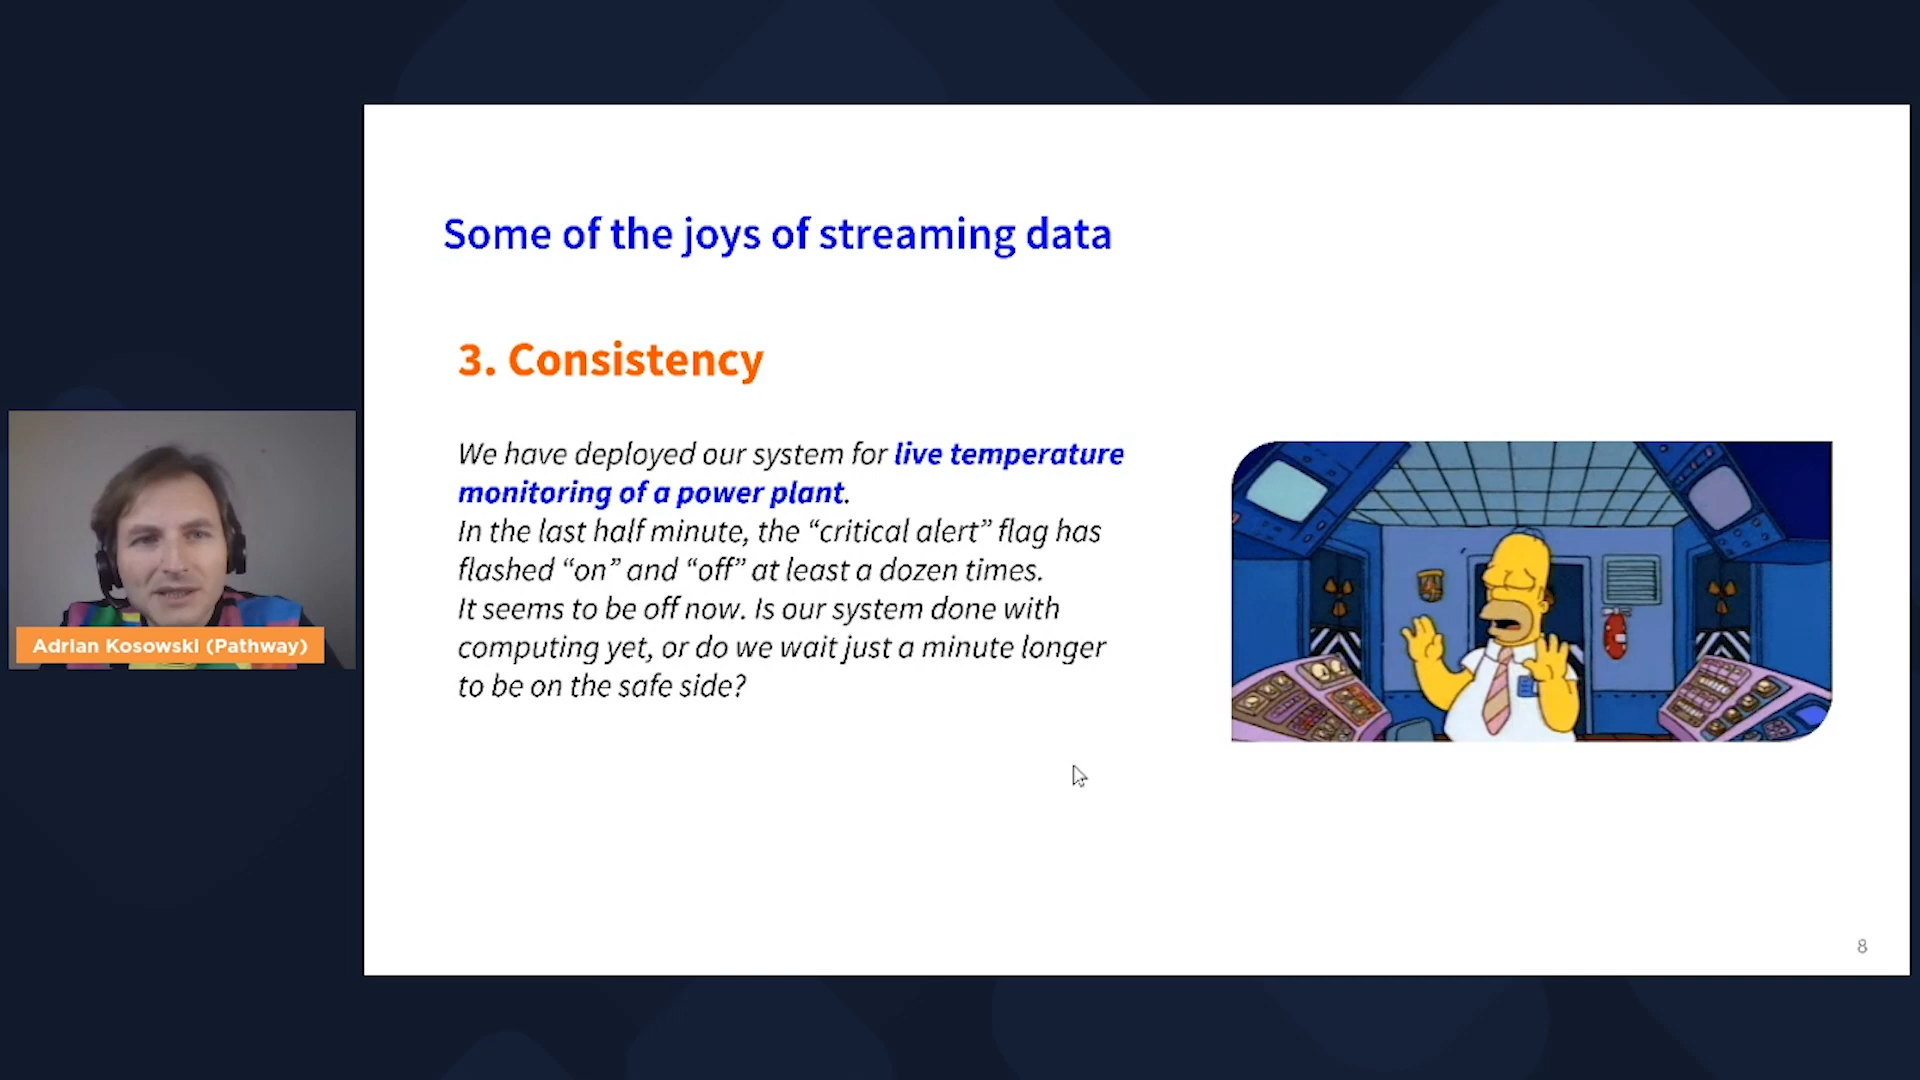 Some of the joys of streaming data
3. Consistency
We have deployed our system for live temperature
monitoring of a power plant.
In the last half minute, the “critical alert” flag has
flashed “on” and “off” at least a dozen times.
It seems to be off now. Is our system done with
computing yet, or do we wait just a minute longer
to be on the safe side?
Adrian Kosowski (Pathway)
8